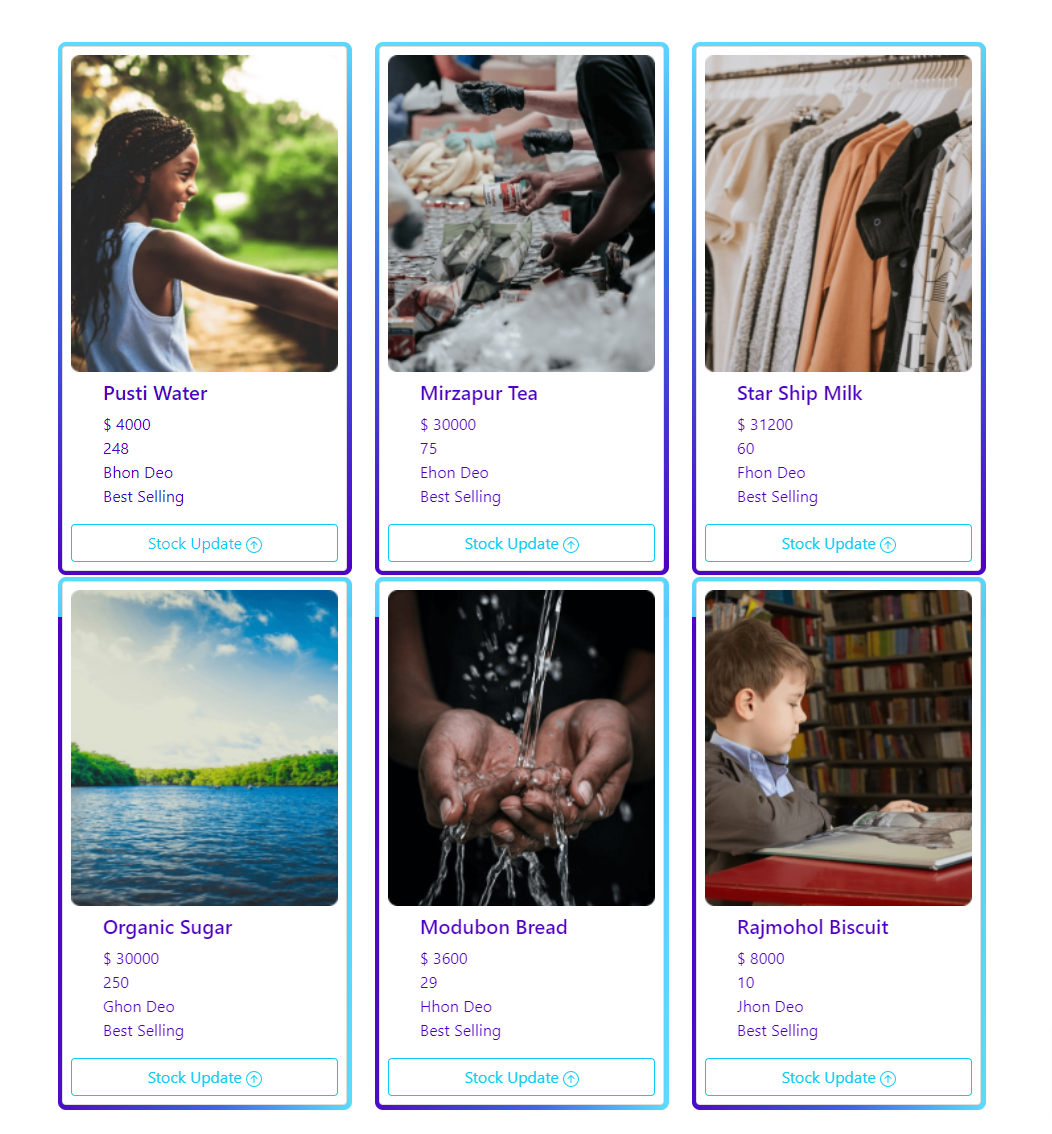 Pusti Water
$ 4000
248
Bhon Deo
Best Selling
Stock Update
Mirzapur Tea
$ 30000
75
Ehon Deo
Best Selling
Stock Update
Star Ship Milk
$ 31200
60
Fhon Deo
Best Selling
Stock Update
Organic Sugar
$ 30000
250
Ghon Deo
Best Selling
Stock Update
Modubon Bread
$ 3600
29
Hhon Deo
Best Selling
Stock Update
Rajmohol Biscuit
$ 8000
10
Jhon Deo
Best Selling
Stock Update